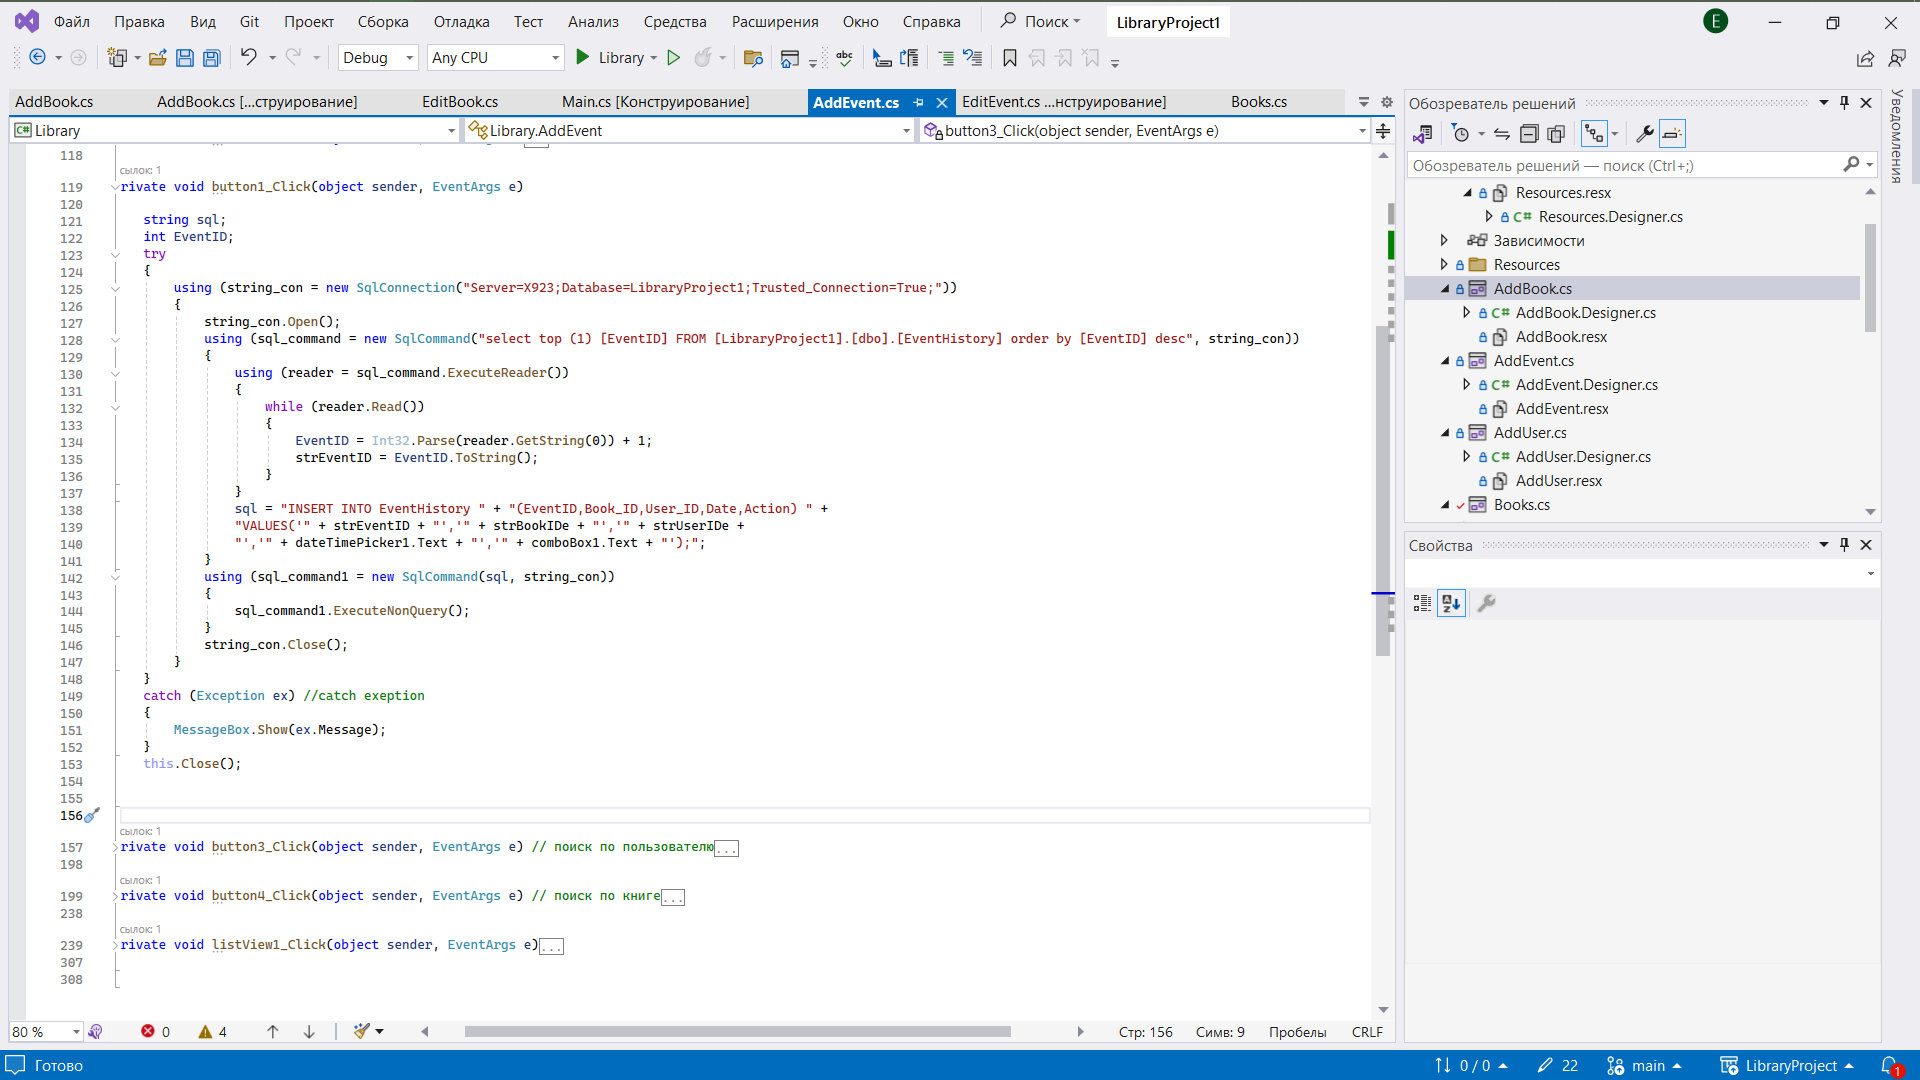 Файл Правка Вид Git Проект Сборка Отладка Тест Анализ Средства Расширения Окно Справка Поиск LibraryProject1 E
Debug Any CPU Library
AddBook.cs AddBook.cs [...струирование] EditBook.cs Main.cs [Конструирование] AddEvent.cs EditEvent.cs ...нструирование] Books.cs
Library Library.AddEvent button3_Click(object sender, EventArgs e)
118
сылок: 1
119 rivate void button1_Click(object sender, EventArgs e)
120
121 string sql;
122 int EventID;
123 try
124 {
125 using (string_con = new SqlConnection("Server=X923;Database=LibraryProject1;Trusted_Connection=True;"))
126 {
127 string_con.Open();
128 using (sql_command = new SqlCommand("select top (1) [EventID] FROM [LibraryProject1].[dbo].[EventHistory] order by [EventID] desc", string_con))
129 {
130 using (reader = sql_command.ExecuteReader())
131 {
132 while (reader.Read())
133 {
134 EventID = Int32.Parse(reader.GetString(0)) + 1;
135 strEventID = EventID.ToString();
136 }
137 }
138 sql = "INSERT INTO EventHistory " + "(EventID,Book_ID,User_ID,Date,Action) " +
139 "VALUES('" + strEventID + "','" + strBookIDe + "','" + strUserIDe +
140 "','" + dateTimePicker1.Text + "','" + comboBox1.Text + "');";
141 }
142 using (sql_command1 = new SqlCommand(sql, string_con))
143 {
144 sql_command1.ExecuteNonQuery();
145 }
146 string_con.Close();
147 }
148 }
149 catch (Exception ex) //catch exeption
150 {
151 MessageBox.Show(ex.Message);
152 }
153 this.Close();
154
155
156
сылок: 1
157 rivate void button3_Click(object sender, EventArgs e) // поиск по пользователю...
198
сылок: 1
199 rivate void button4_Click(object sender, EventArgs e) // поиск по книге...
238
сылок: 1
239 rivate void listView1_Click(object sender, EventArgs e)...
307
308
80 % 0 4 Стр: 156 Симв: 9 Пробелы CRLF
Обозреватель решений
Обозреватель решений — поиск (Ctrl+;)
Resources.resx
C# Resources.Designer.cs
Зависимости
Resources
AddBook.cs
C# AddBook.Designer.cs
AddBook.resx
AddEvent.cs
C# AddEvent.Designer.cs
AddEvent.resx
AddUser.cs
C# AddUser.Designer.cs
AddUser.resx
Books.cs
Свойства
Уведомления
Готово 0 / 0 22 main LibraryProject 1